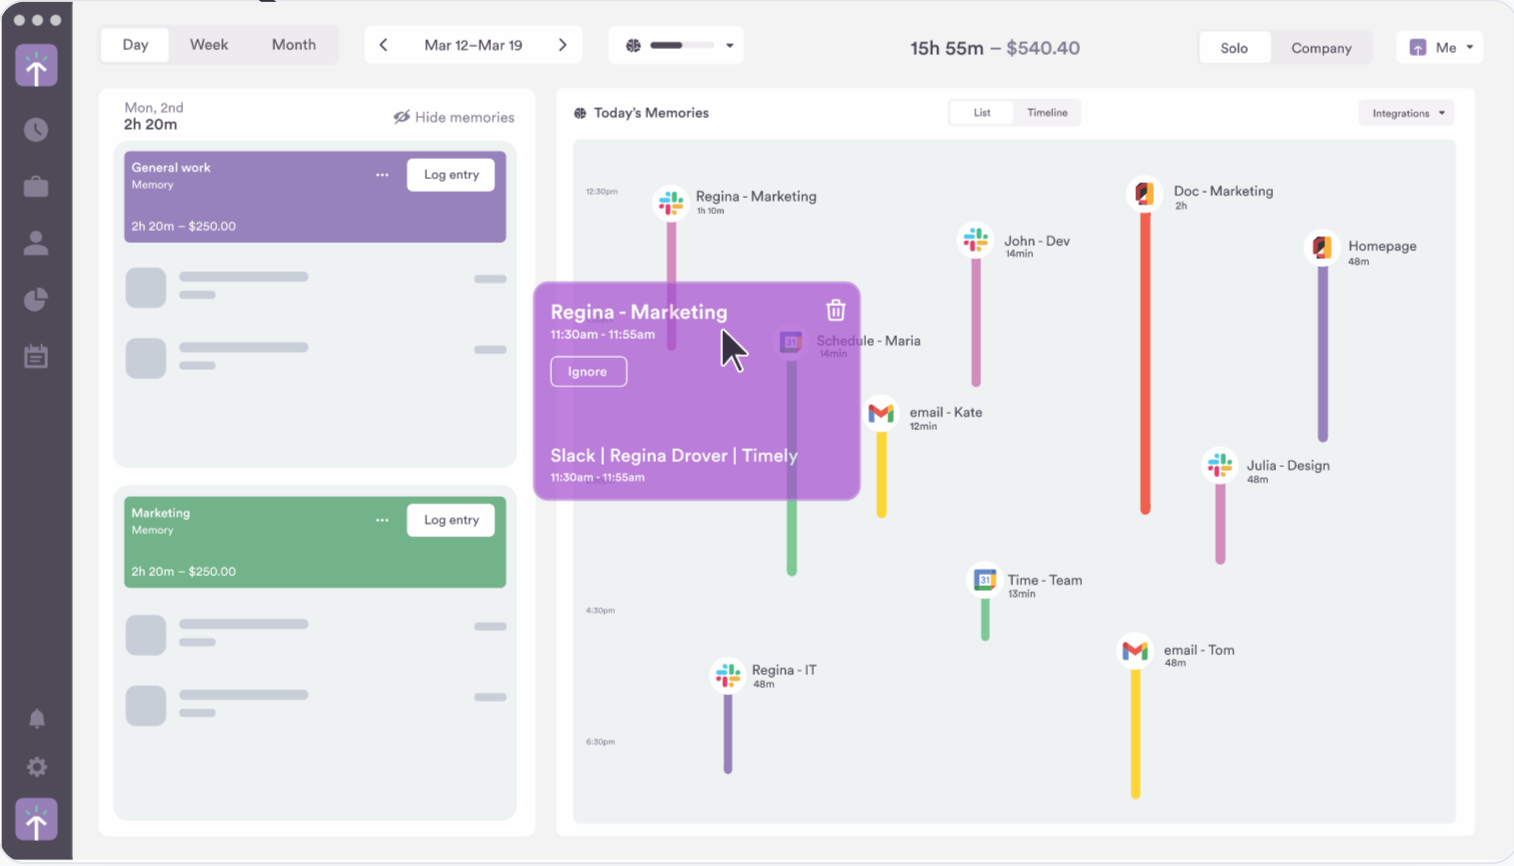 Day
Week
Month
Mar 12–Mar 19
15h 55m – $540.40
Solo
Company
Me
Mon, 2nd
2h 20m
Hide memories
General work
Memory
Log entry
2h 20m – $250.00
Marketing
Memory
Log entry
2h 20m – $250.00
Today's Memories
List
Timeline
Integrations
12:30pm
Regina - Marketing
1h 10m
John - Dev
14min
Doc - Marketing
2h
Homepage
48m
Regina - Marketing
11:30am - 11:55am
Ignore
Slack | Regina Drover | Timely
11:30am - 11:55am
31
Schedule - Maria
14min
email - Kate
12min
Julia - Design
48m
31
Time - Team
13min
4:30pm
email - Tom
48m
Regina - IT
48m
6:30pm